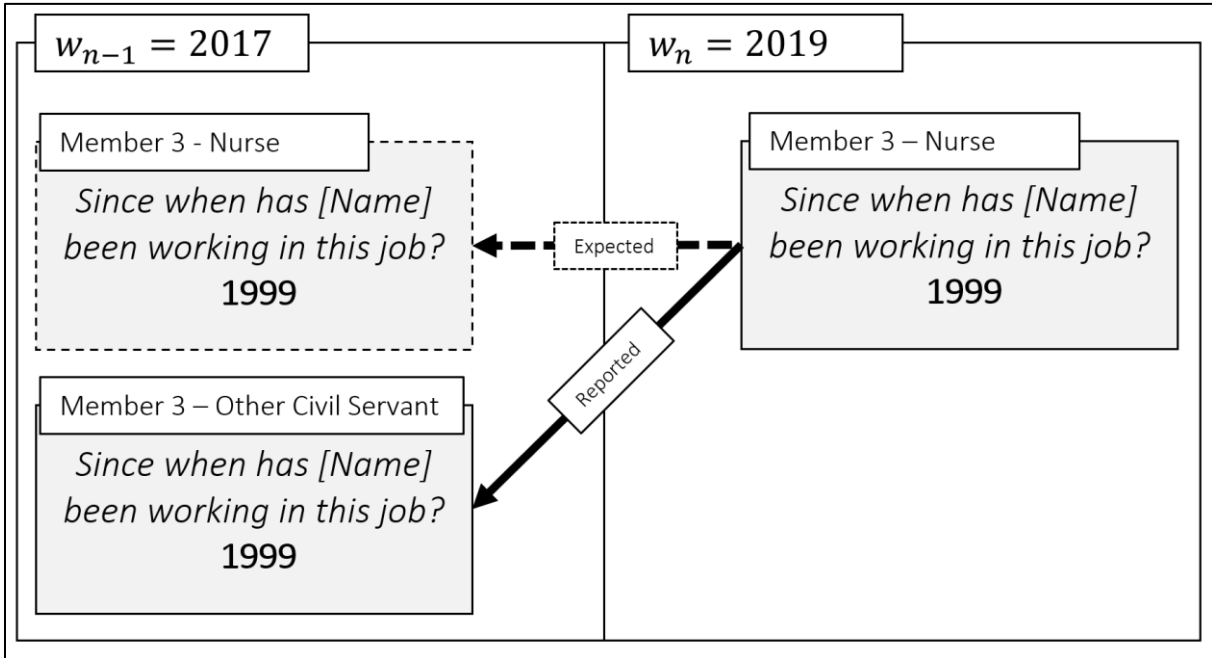 wₙ₋₁ = 2017
wₙ = 2019
Member 3 - Nurse
Since when has [Name]
been working in this job?
1999
Expected
Member 3 – Nurse
Since when has [Name]
been working in this job?
1999
Reported
Member 3 – Other Civil Servant
Since when has [Name]
been working in this job?
1999